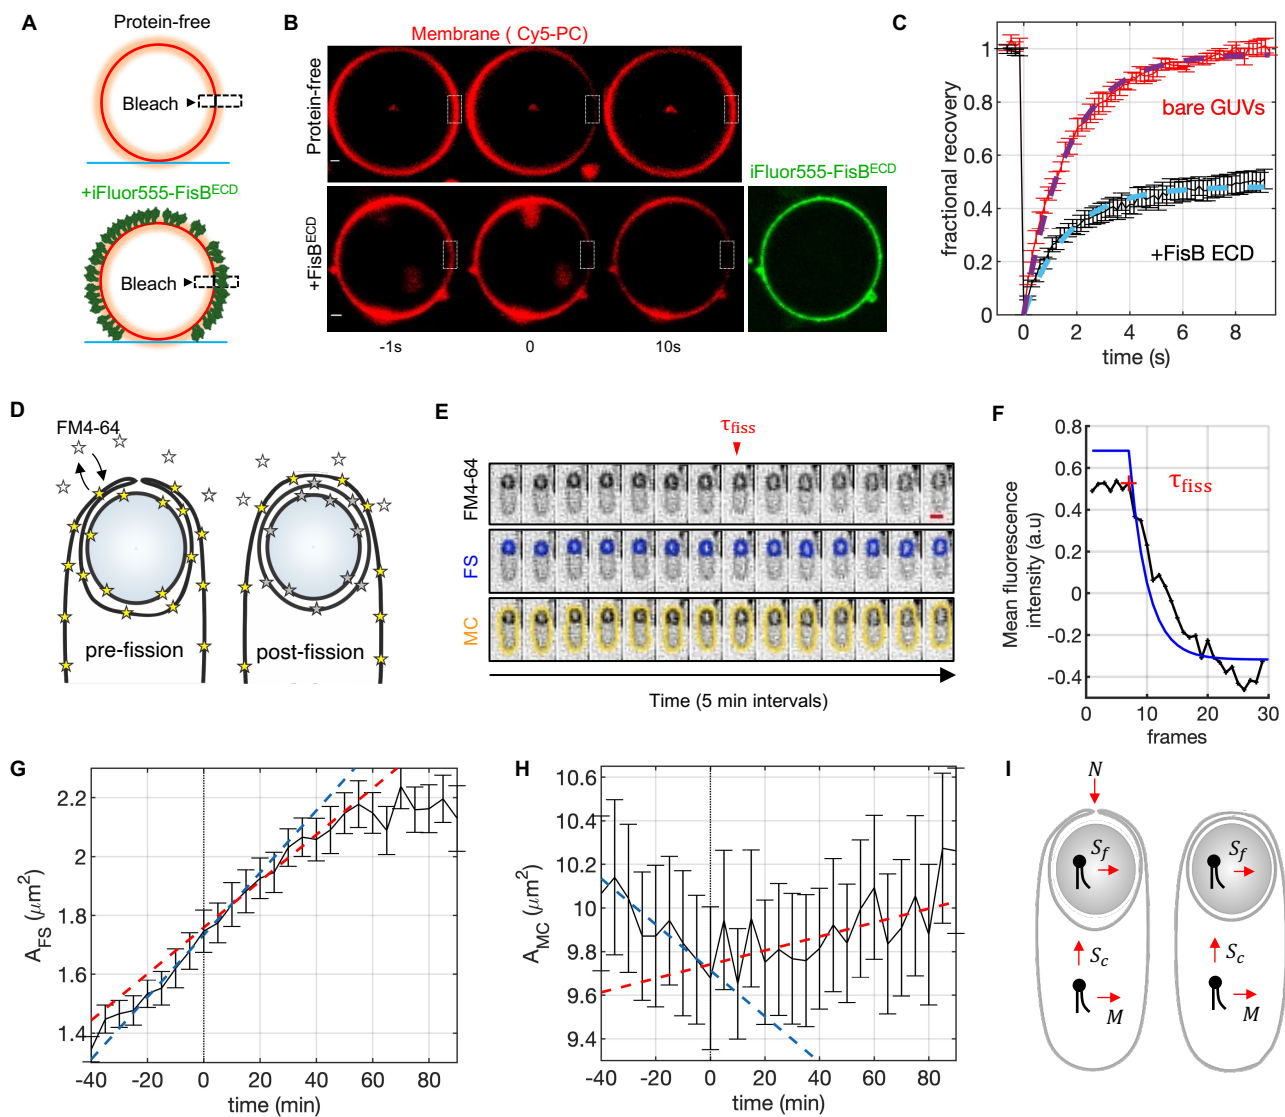 A
Protein-free
Bleach
+iFluor555-FisB^ECD
Bleach
B
Membrane ( Cy5-PC)
Protein-free
+FisB^ECD
iFluor555-FisB^ECD
-1s
0
10s
C
fractional recovery
1
0.8
0.6
0.4
0.2
0
bare GUVs
+FisB ECD
0
2
4
6
8
time (s)
D
FM4-64
pre-fission
post-fission
E
τ_fiss
FM4-64
FS
MC
Time (5 min intervals)
F
Mean fluorescence
intensity (a.u)
0.8
0.6
0.4
0.2
0
-0.2
-0.4
τ_fiss
0
10
20
30
frames
G
A_FS (μm²)
2.2
2
1.8
1.6
1.4
-40
-20
0
20
40
60
80
time (min)
H
A_MC (μm²)
10.6
10.4
10.2
10
9.8
9.6
9.4
-40
-20
0
20
40
60
80
time (min)
I
N
S_f
S_f
S_c
S_c
M
M